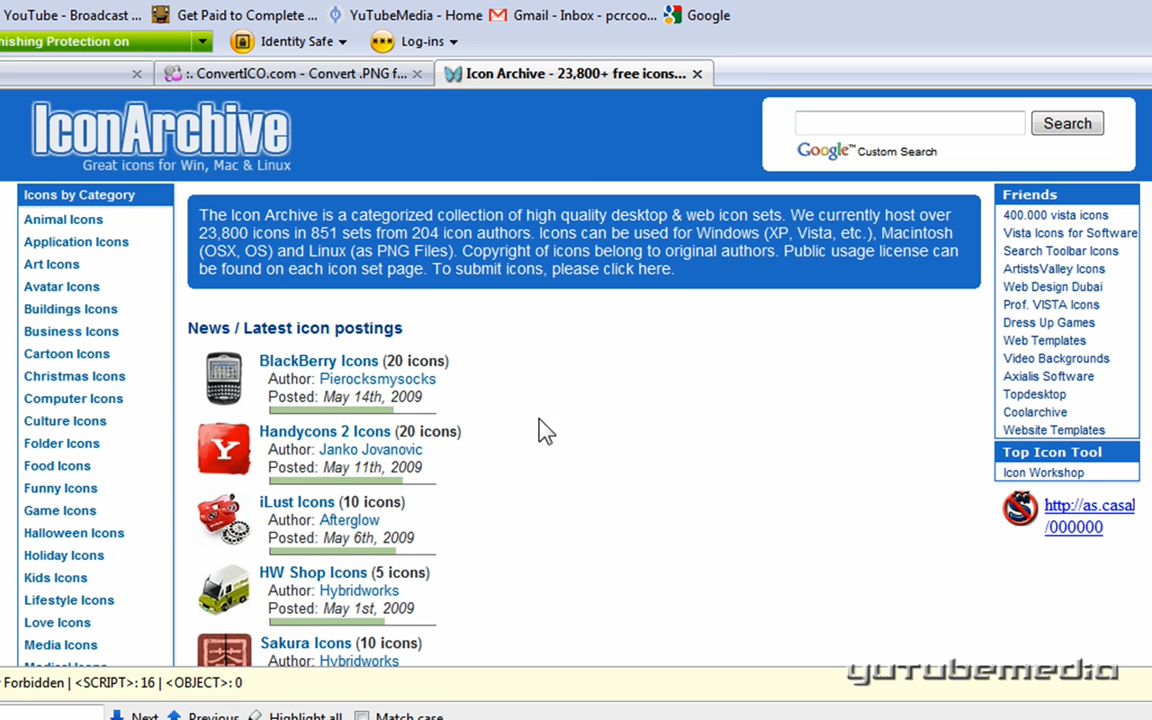 YouTube - Broadcast ... Get Paid to Complete ... YuTubeMedia - Home Gmail - Inbox - pcrcoo... Google
hishing Protection on Identity Safe Log-ins
:. ConvertICO.com - Convert .PNG f... Icon Archive - 23,800+ free icons...
IconArchive
Great icons for Win, Mac & Linux
Search
Google™ Custom Search
Icons by Category
Animal Icons
Application Icons
Art Icons
Avatar Icons
Buildings Icons
Business Icons
Cartoon Icons
Christmas Icons
Computer Icons
Culture Icons
Folder Icons
Food Icons
Funny Icons
Game Icons
Halloween Icons
Holiday Icons
Kids Icons
Lifestyle Icons
Love Icons
Media Icons
The Icon Archive is a categorized collection of high quality desktop & web icon sets. We currently host over
23,800 icons in 851 sets from 204 icon authors. Icons can be used for Windows (XP, Vista, etc.), Macintosh
(OSX, OS) and Linux (as PNG Files). Copyright of icons belong to original authors. Public usage license can
be found on each icon set page. To submit icons, please click here.
News / Latest icon postings
BlackBerry Icons (20 icons)
Author: Pierocksmysocks
Posted: May 14th, 2009
Handycons 2 Icons (20 icons)
Author: Janko Jovanovic
Posted: May 11th, 2009
iLust Icons (10 icons)
Author: Afterglow
Posted: May 6th, 2009
HW Shop Icons (5 icons)
Author: Hybridworks
Posted: May 1st, 2009
Sakura Icons (10 icons)
Author: Hybridworks
Friends
400.000 vista icons
Vista Icons for Software
Search Toolbar Icons
ArtistsValley Icons
Web Design Dubai
Prof. VISTA Icons
Dress Up Games
Web Templates
Video Backgrounds
Axialis Software
Topdesktop
Coolarchive
Website Templates
Top Icon Tool
Icon Workshop
http://as.casal
/000000
yuTubemedia
Forbidden | <SCRIPT>: 16 | <OBJECT>: 0
Next Previous Highlight all Match case